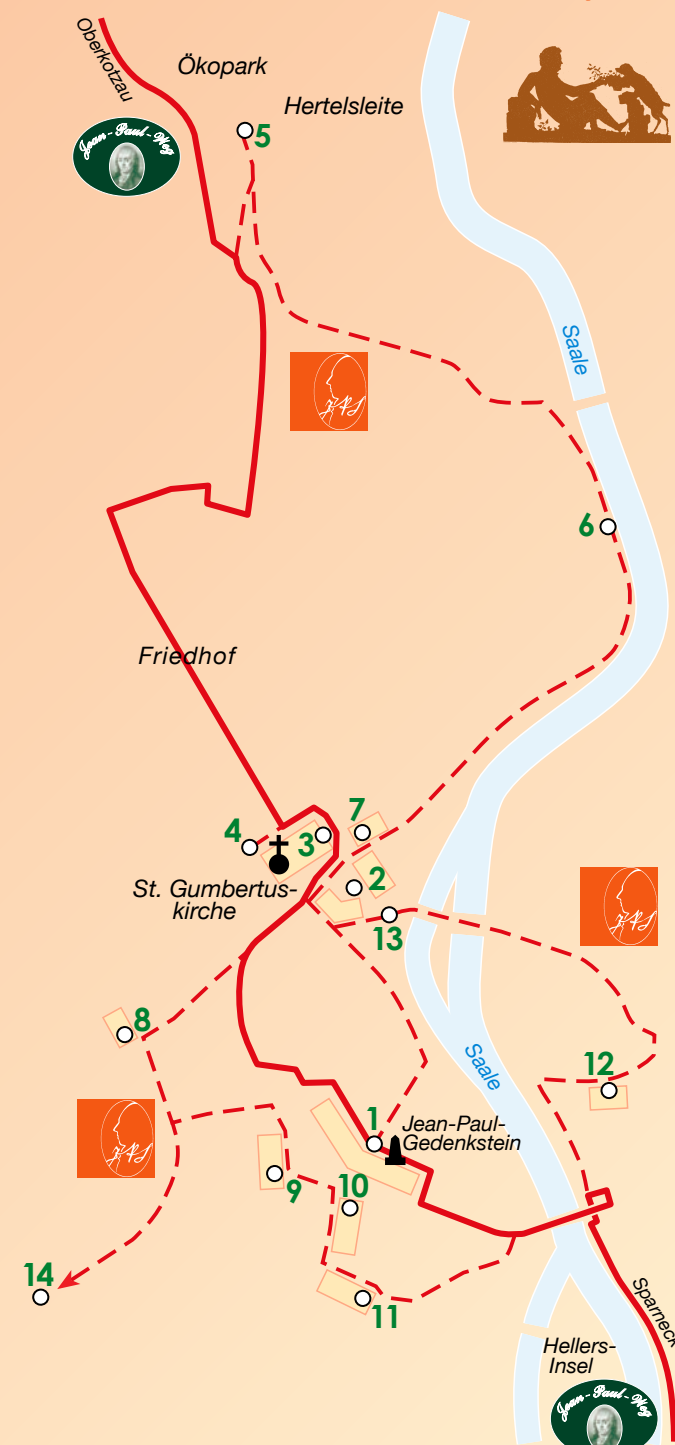 Oberkotzau
Ökopark
Hertelsleite
5
Jean-Paul-Weg
Saale
JPR
6
Friedhof
7
4
3
2
St. Gumbertus-
kirche
13
8
Saale
12
1
Jean-Paul-
Gedenkstein
9
10
14
11
Sparneck
Hellers-
Insel
Jean-Paul-Weg